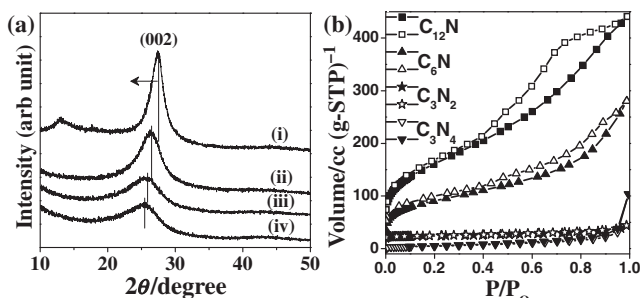 (a)
(002)
(i)
(ii)
(iii)
(iv)
Intensity (arb unit)
10 20 30 40 50
2θ/degree
(b)
C₁₂N
C₆N
C₃N₂
C₃N₄
400
300
200
100
0
Volume/cc (g-STP)⁻¹
0.0 0.2 0.4 0.6 0.8 1.0
P/P₀